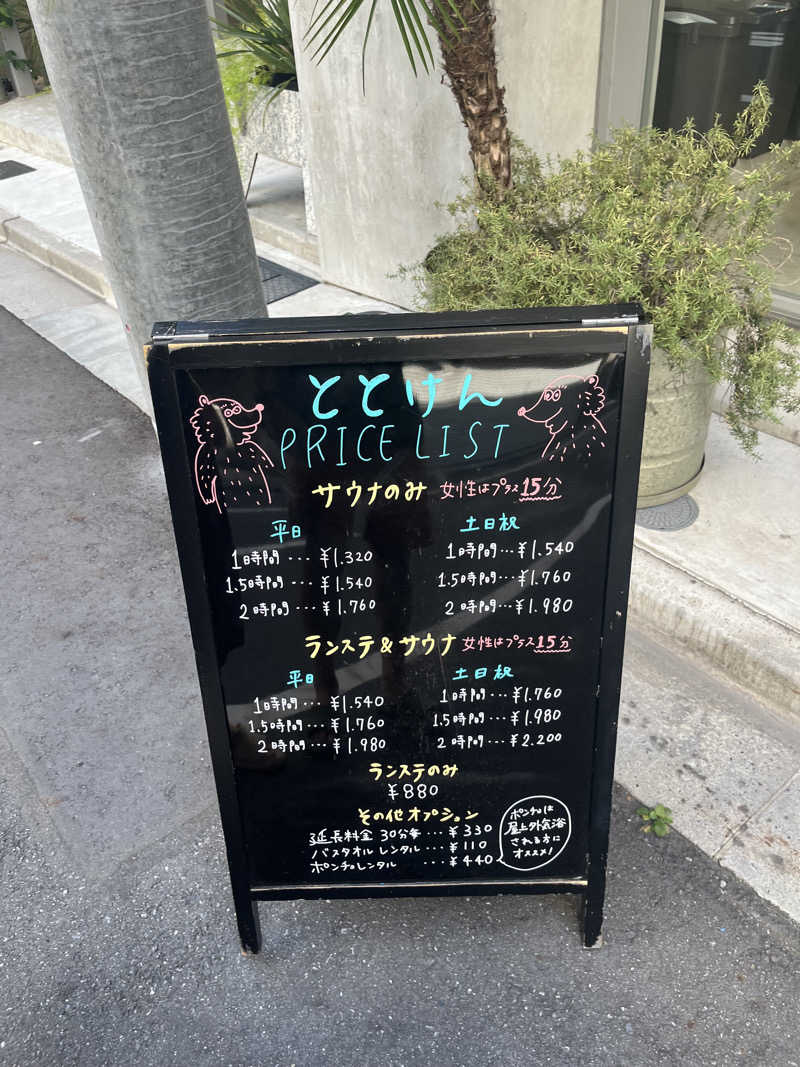 ととけん
PRICE LIST
サウナのみ 女性はプラス15分
平日
1時間…¥1.320
1.5時間…¥1.540
2時間…¥1.760
土日祝
1時間…¥1.540
1.5時間…¥1.760
2時間…¥1.980
ランステ&サウナ 女性はプラス15分
平日
1時間…¥1.540
1.5時間…¥1.760
2時間…¥1.980
土日祝
1時間…¥1.760
1.5時間…¥1.980
2時間…¥2.200
ランステのみ
¥880
その他オプション
延長料金 30分毎…¥330
バスタオルレンタル…¥110
ポンチョレンタル…¥440
ポンチョは
屋上外気浴
される方に
オススメ!